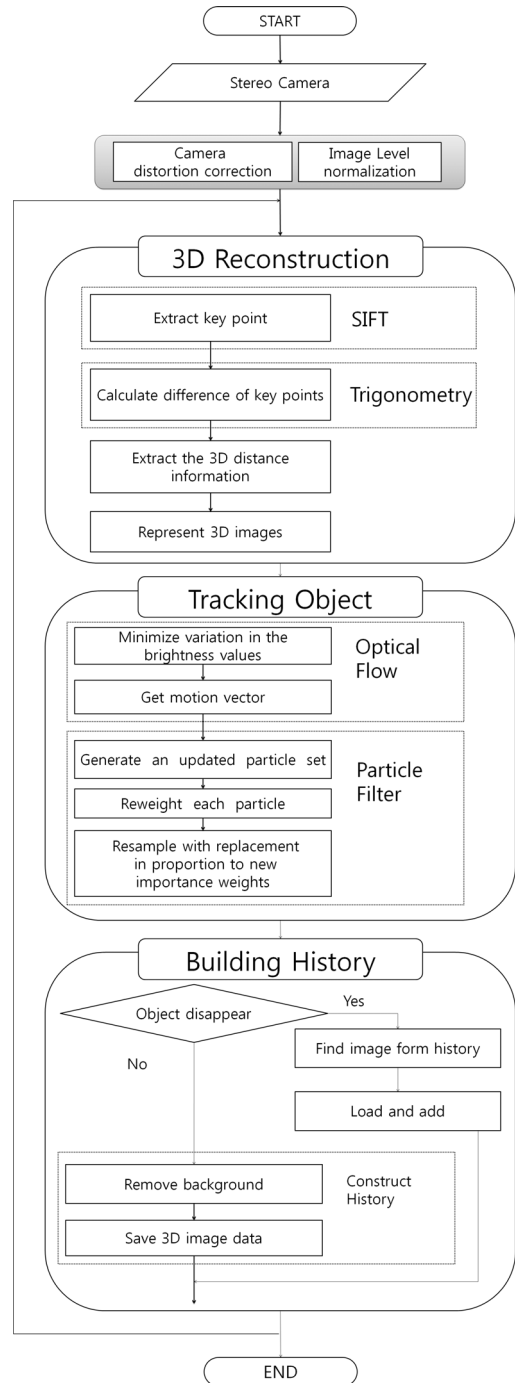 START
Stereo Camera
Camera
distortion correction
Image Level
normalization
3D Reconstruction
Extract key point
SIFT
Calculate difference of key points
Trigonometry
Extract the 3D distance
information
Represent 3D images
Tracking Object
Minimize variation in the
brightness values
Optical
Flow
Get motion vector
Generate an updated particle set
Particle
Filter
Reweight each particle
Resample with replacement
in proportion to new
importance weights
Building History
Object disappear
Yes
Find image form history
No
Load and add
Remove background
Construct
History
Save 3D image data
END